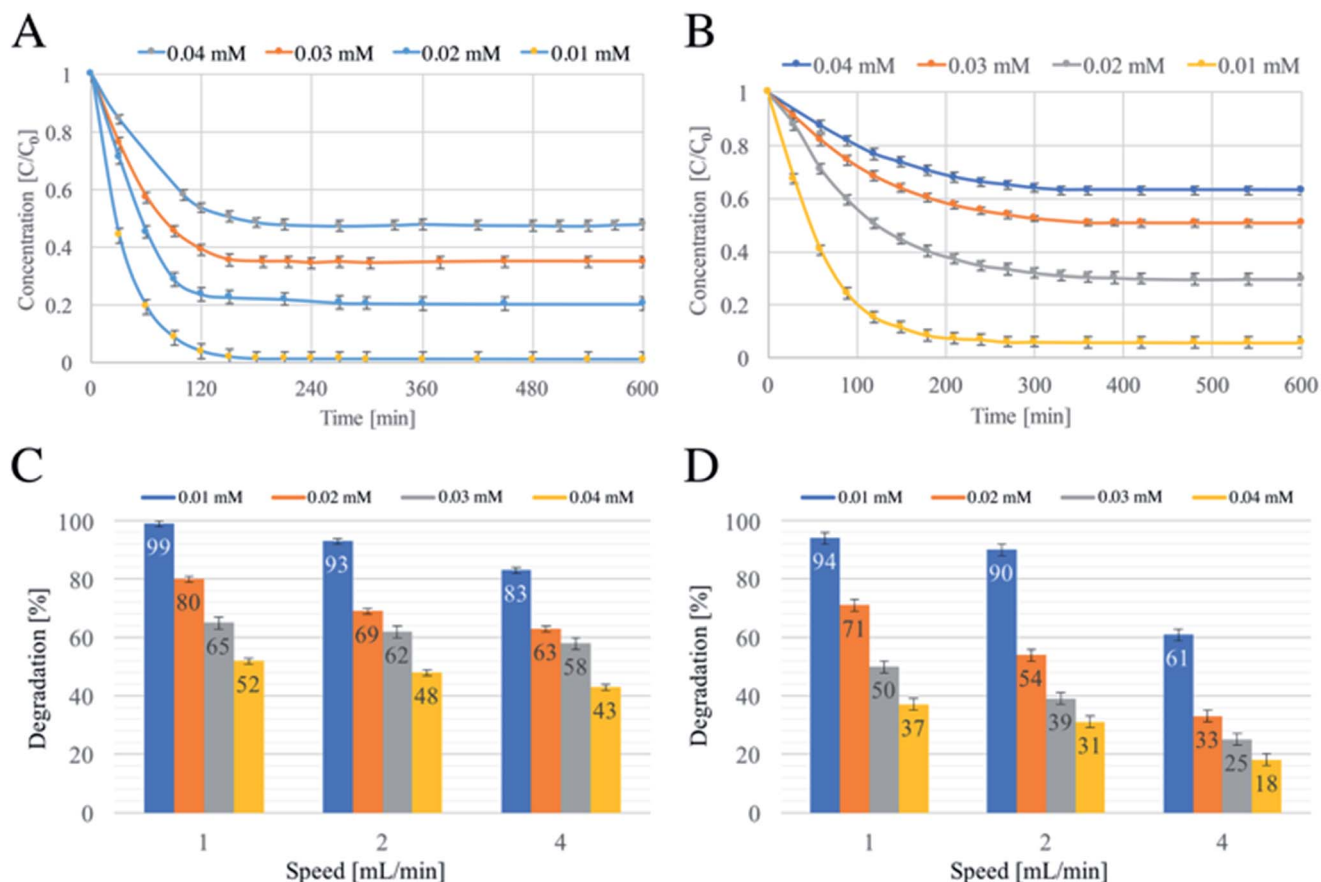 A
0.04 mM 0.03 mM 0.02 mM 0.01 mM
1
0.8
0.6
0.4
0.2
0
Concentration [C/C0]
0 120 240 360 480 600
Time [min]
B
0.04 mM 0.03 mM 0.02 mM 0.01 mM
1
0.8
0.6
0.4
0.2
0
Concentration [C/C0]
0 100 200 300 400 500 600
Time [min]
C
0.01 mM 0.02 mM 0.03 mM 0.04 mM
100
80
60
40
20
0
Degradation [%]
99 80 65 52
93 69 62 48
83 63 58 43
1 2 4
Speed [mL/min]
D
0.01 mM 0.02 mM 0.03 mM 0.04 mM
100
80
60
40
20
0
Degradation [%]
94 71 50 37
90 54 39 31
61 33 25 18
1 2 4
Speed [mL/min]